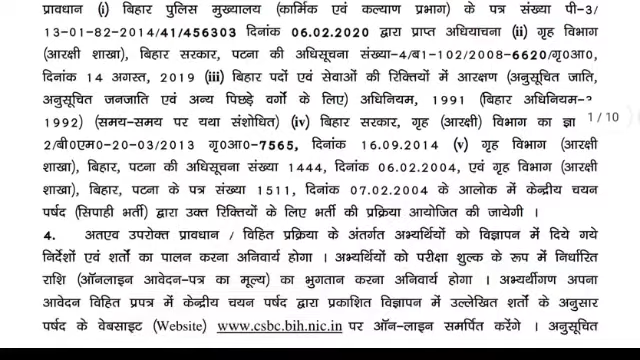 प्रावधान (i) बिहार पुलिस मुख्यालय (कार्मिक एवं कल्याण प्रभाग) के पत्र संख्या पी-3/
13-01-82-2014/41/456303 दिनांक 06.02.2020 द्वारा प्राप्त अधियाचना (ii) गृह विभाग
(आरक्षी शाखा), बिहार सरकार, पटना की अधिसूचना संख्या-4/ब1-102/2008-6620/गृ0आ0,
दिनांक 14 अगस्त, 2019 (iii) बिहार पदों एवं सेवाओं की रिक्तियों में आरक्षण (अनुसूचित जाति,
अनुसूचित जनजाति एवं अन्य पिछड़े वर्गो के लिए) अधिनियम, 1991 (बिहार अधिनियम-
1992) (समय-समय पर यथा संशोधित) (iv) बिहार सरकार, गृह (आरक्षी) विभाग का ज्ञा 1/10
2/बी0एम0-20-03/2013 गृ0आ0-7565, दिनांक 16.09.2014 (v) गृह विभाग (आरक्षी
शाखा), बिहार, पटना की अधिसूचना संख्या 1444, दिनांक 06.02.2004, एवं गृह विभाग (आरक्षी
शाखा), बिहार, पटना के पत्र संख्या 1511, दिनांक 07.02.2004 के आलोक में केन्द्रीय चयन
पर्षद (सिपाही भर्ती) द्वारा उक्त रिक्तियों के लिए भर्ती की प्रक्रिया आयोजित की जायेगी ।
4. अतएव उपरोक्त प्रावधान / विहित प्रक्रिया के अंतर्गत अभ्यर्थियों को विज्ञापन में दिये गये
निर्देशों एवं शर्तो का पालन करना अनिवार्य होगा । अभ्यर्थियों को परीक्षा शुल्क के रूप में निर्धारित
राशि (ऑनलाइन आवेदन-पत्र का मूल्य) का भुगतान करना अनिवार्य होगा । अभ्यर्थीगण अपना
आवेदन विहित प्रपत्र में केन्द्रीय चयन पर्षद द्वारा प्रकाशित विज्ञापन में उल्लेखित शर्तो के अनुसार
पर्षद के वेबसाइट (Website) www.csbc.bih.nic.in पर ऑन-लाइन समर्पित करेंगे । अनुसूचित